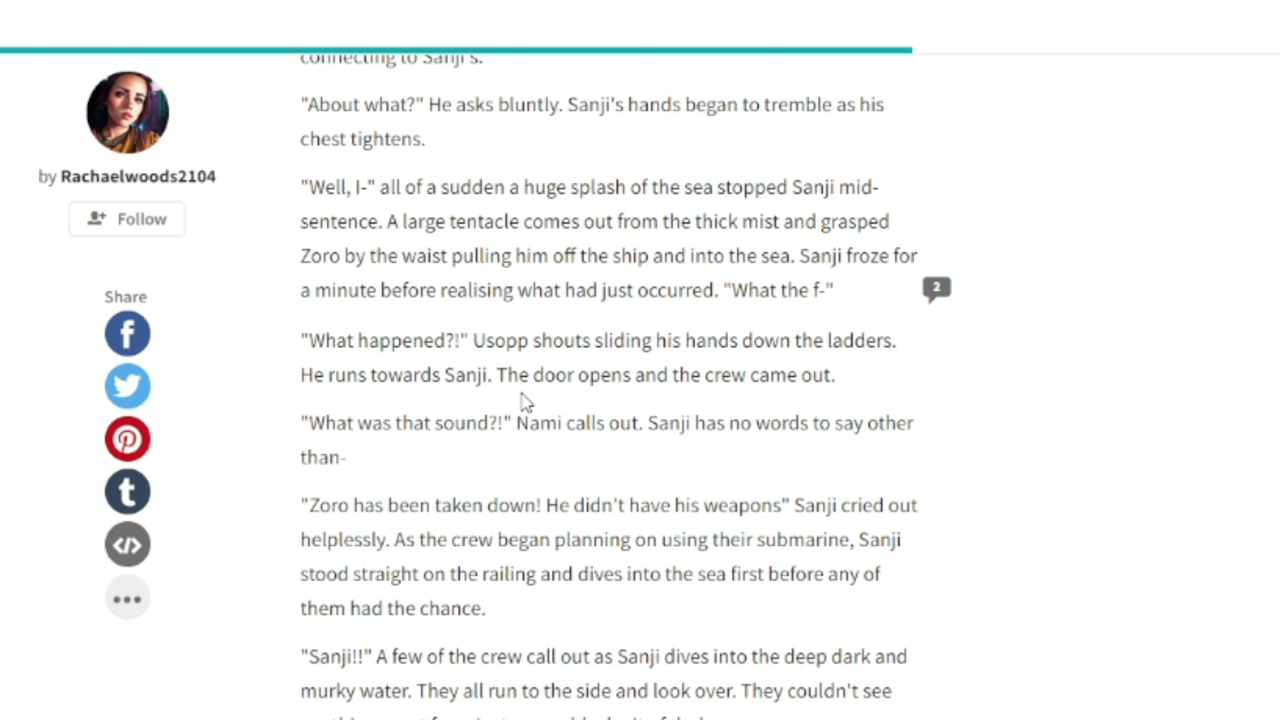 connecting to Sanji's.
"About what?" He asks bluntly. Sanji's hands began to tremble as his
chest tightens.
by Rachaelwoods2104
Follow
"Well, I-" all of a sudden a huge splash of the sea stopped Sanji mid-
sentence. A large tentacle comes out from the thick mist and grasped
Zoro by the waist pulling him off the ship and into the sea. Sanji froze for
a minute before realising what had just occurred. "What the f-"
2
Share
"What happened?!" Usopp shouts sliding his hands down the ladders.
He runs towards Sanji. The door opens and the crew came out.
"What was that sound?!" Nami calls out. Sanji has no words to say other
than-
"Zoro has been taken down! He didn't have his weapons" Sanji cried out
helplessly. As the crew began planning on using their submarine, Sanji
stood straight on the railing and dives into the sea first before any of
them had the chance.
"Sanji!!" A few of the crew call out as Sanji dives into the deep dark and
murky water. They all run to the side and look over. They couldn't see